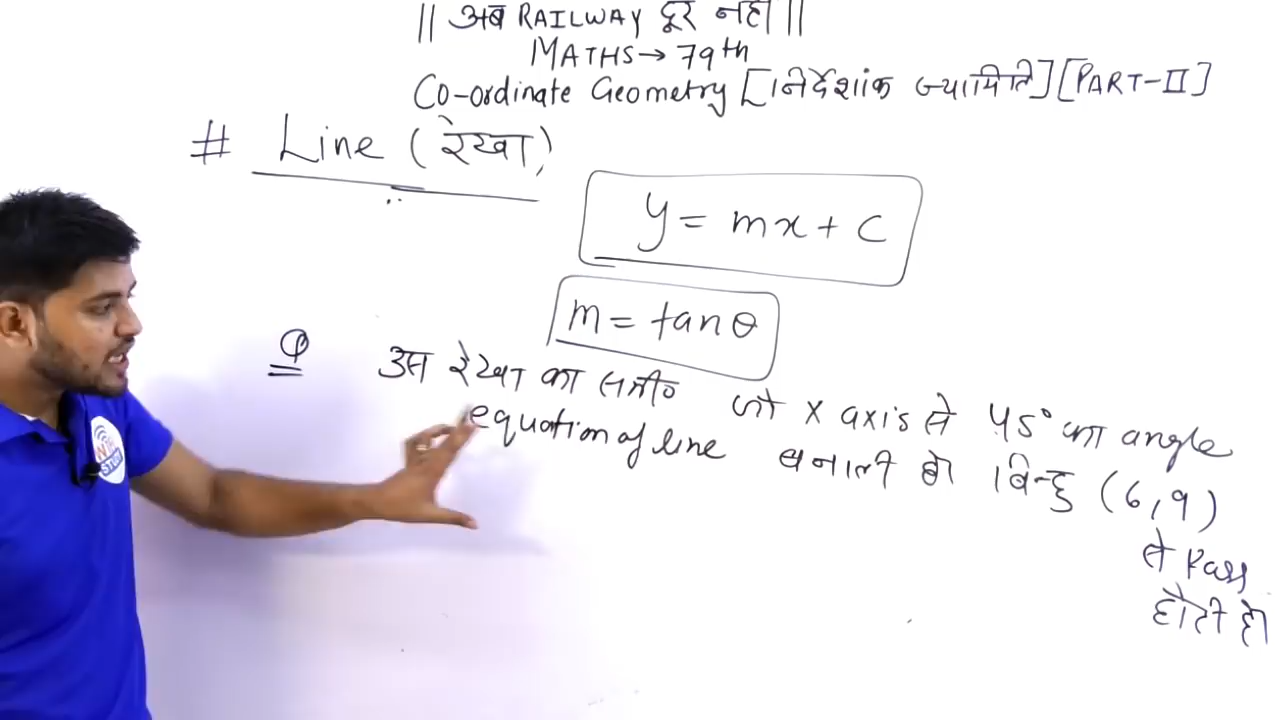 || अब RAILWAY दूर नहीं ||
MATHS→ 79th
Co-ordinate Geometry [निर्देशांक ज्यामिति] [PART-II]
# Line (रेखा)
y = mx + c
m = tanθ
Q उस रेखा का समी० जो x axis से 45° का angle
equation of line बनाती हो बिन्दु (6,9)
से Pass
होती हो
STUDY